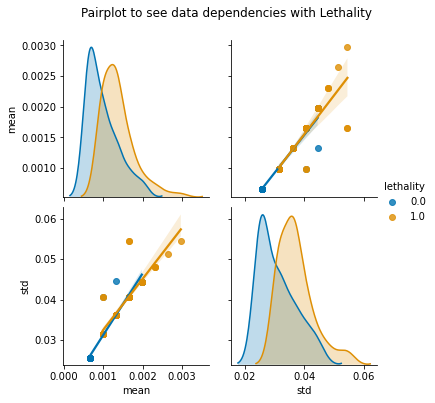 Pairplot to see data dependencies with Lethality
0.0030
0.0025
0.0020
0.0015
0.0010
mean
lethality
0.0
1.0
0.06
0.05
0.04
0.03
std
0.000 0.001 0.002 0.003
mean
0.02 0.04 0.06
std